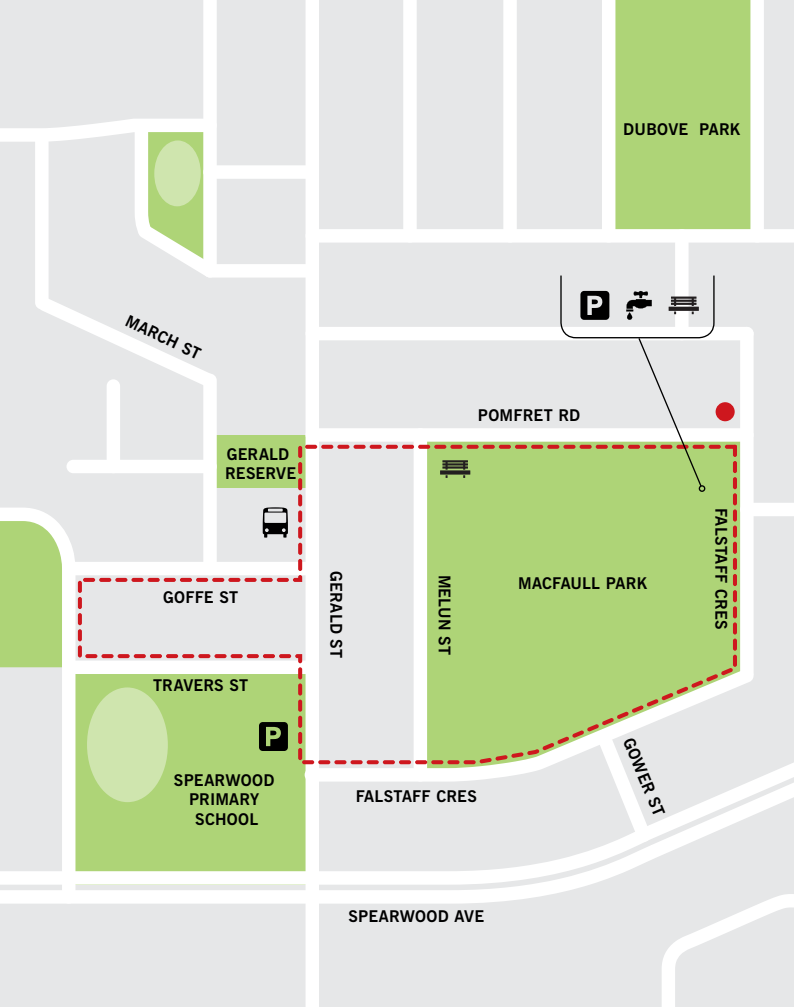 DUBOVE PARK
P
MARCH ST
POMFRET RD
GERALD
RESERVE
FALSTAFF CRES
GERALD ST
MELUN ST
MACFAULL PARK
GOFFE ST
TRAVERS ST
P
SPEARWOOD
PRIMARY
SCHOOL
GOWER ST
FALSTAFF CRES
SPEARWOOD AVE